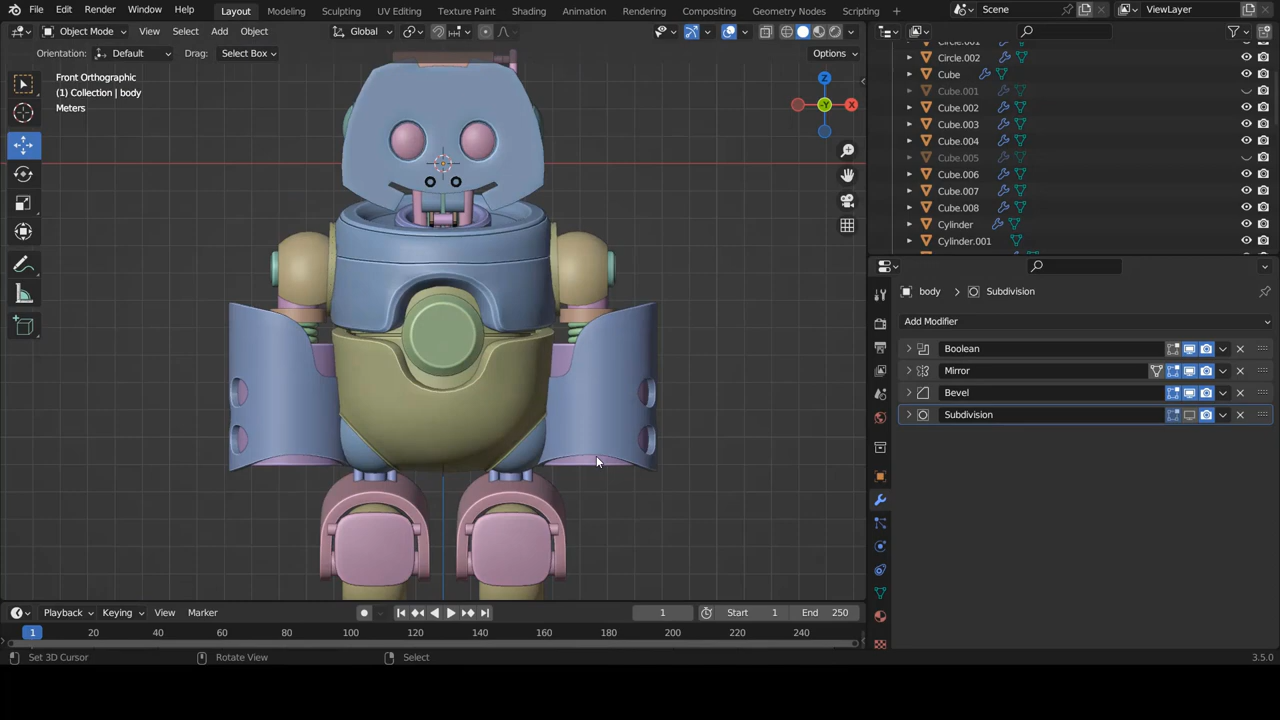 File Edit Render Window Help Layout Modeling Sculpting UV Editing Texture Paint Shading Animation Rendering Compositing Geometry Nodes Scripting Scene ViewLayer
Object Mode View Select Add Object Global
Orientation: Default Drag: Select Box Options
Front Orthographic
(1) Collection | body
Meters
Z
-Y
X
Circle.001
Circle.002
Cube
Cube.001
Cube.002
Cube.003
Cube.004
Cube.005
Cube.006
Cube.007
Cube.008
Cylinder
Cylinder.001
body > Subdivision
Add Modifier
Boolean
Mirror
Bevel
Subdivision
Playback Keying View Marker 1 Start 1 End 250
1 20 40 60 80 100 120 140 160 180 200 220 240
Set 3D Cursor Rotate View Select 3.5.0